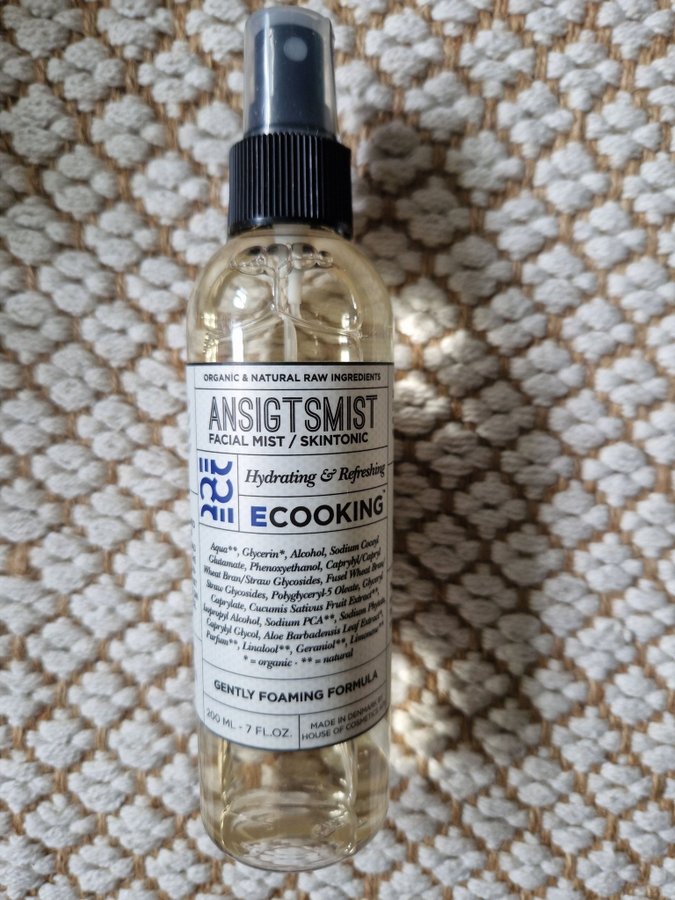 ORGANIC & NATURAL RAW INGREDIENTS
ANSIGTSMIST
FACIAL MIST / SKINTONIC
Hydrating & Refreshing
ECOOKING™
Aqua**, Glycerin*, Alcohol, Sodium Cocoyl
Glutamate, Phenoxyethanol, Caprylyl/Capryl
Wheat Bran/Straw Glycosides, Fusel Wheat Bran/
Straw Glycosides, Polyglyceryl-5 Oleate, Glyceryl
Caprylate, Cucumis Sativus Fruit Extract**,
Isopropyl Alcohol, Sodium PCA**, Sodium Phytate,
Caprylyl Glycol, Aloe Barbadensis Leaf Extract*,
Parfum**, Linalool**, Geraniol**, Limonene**
* = organic · ** = natural
GENTLY FOAMING FORMULA
200 ML - 7 FL.OZ.
MADE IN DENMARK BY
HOUSE OF COSMETICS